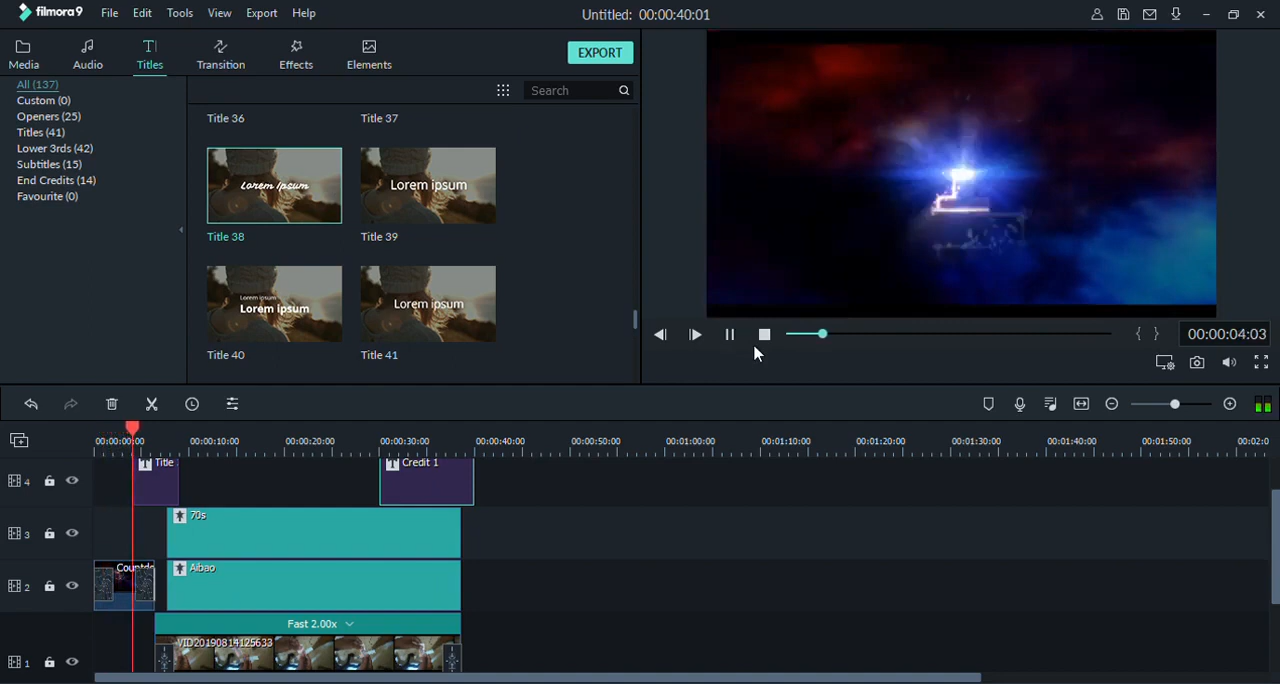 filmora9 File Edit Tools View Export Help Untitled: 00:00:40:01
Media Audio Titles Transition Effects Elements EXPORT
All (137)
Custom (0)
Openers (25)
Titles (41)
Lower 3rds (42)
Subtitles (15)
End Credits (14)
Favourite (0)
Search
Title 36 Title 37
Lorem Ipsum Lorem ipsum
Title 38 Title 39
Lorem ipsum
Lorem ipsum Lorem ipsum
Title 40 Title 41
00:00:04:03
00:00:00:00 00:00:10:00 00:00:20:00 00:00:30:00 00:00:40:00 00:00:50:00 00:01:00:00 00:01:10:00 00:01:20:00 00:01:30:00 00:01:40:00 00:01:50:00 00:02:0
4 T Title T Credit 1
3 70s
2 Countdo Aibao
Fast 2.00x
1 VID20190814125633